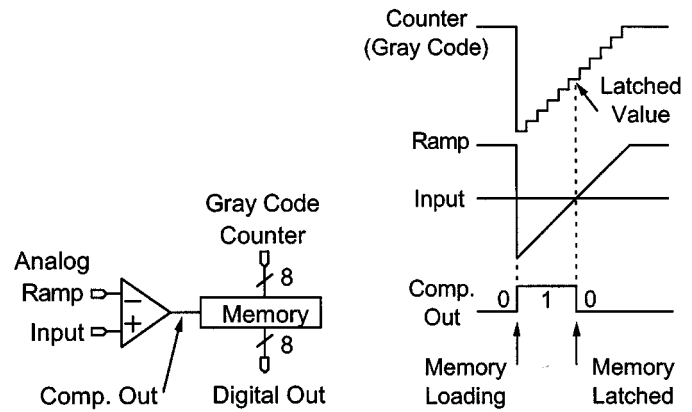 Gray Code
Counter
8
Analog
Ramp
Input
−
+
Memory
8
Comp. Out
Digital Out
Counter
(Gray Code)
Latched
Value
Ramp
Input
Comp.
Out
0
1
0
Memory
Loading
Memory
Latched